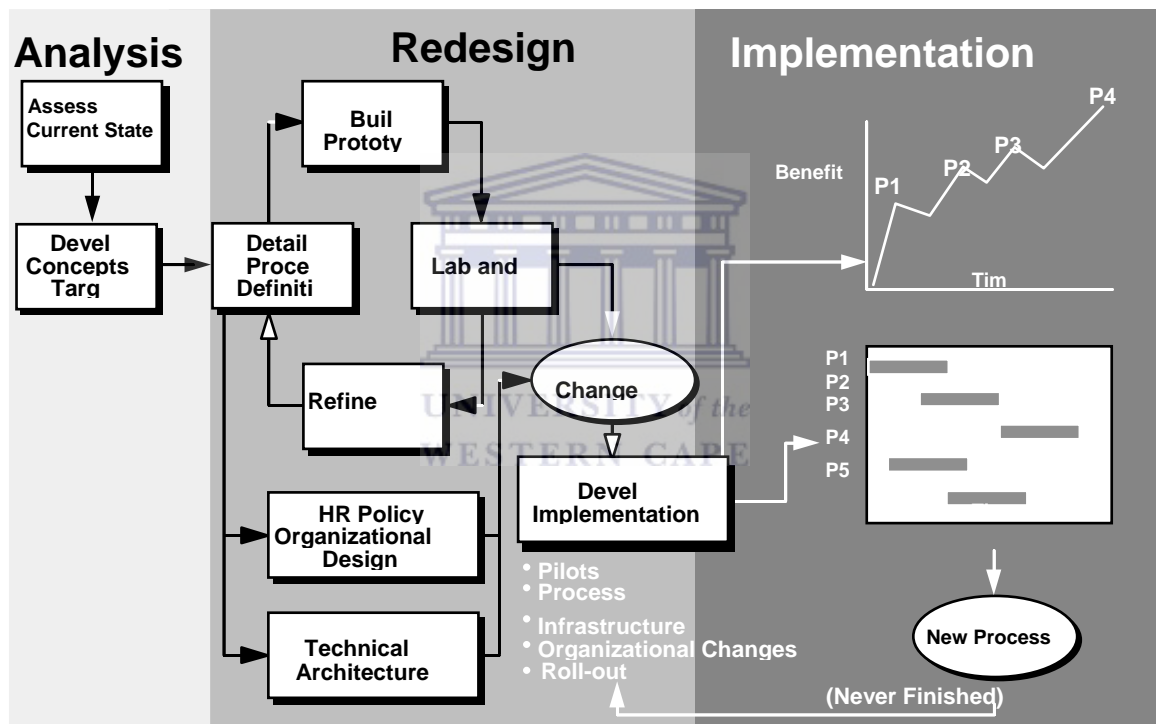 Analysis
Redesign
Implementation
Assess
Current State
Devel
Concepts
Targ
Buil
Prototy
Detail
Proce
Definiti
Lab and
Refine
Change
HR Policy
Organizational
Design
Technical
Architecture
Devel
Implementation
• Pilots
• Process
• Infrastructure
• Organizational Changes
• Roll-out
Benefit
P1
P2
P3
P4
Tim
P1
P2
P3
P4
P5
New Process
(Never Finished)
UNIVERSITY of the
WESTERN CAPE